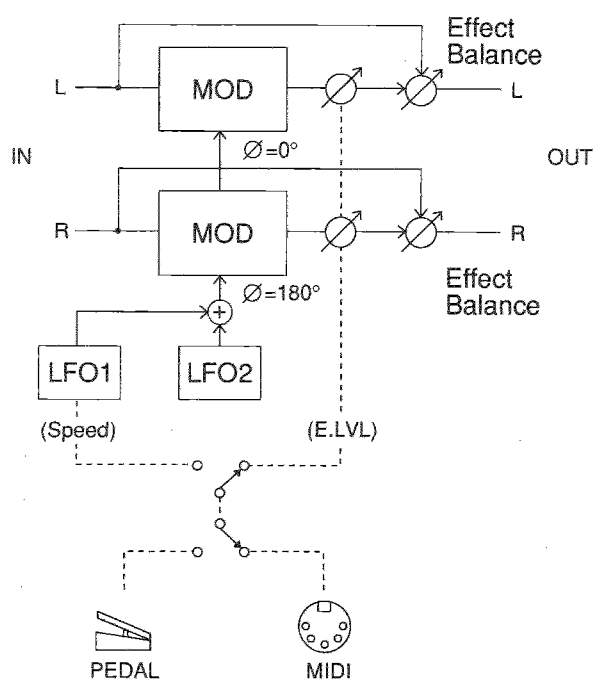 Effect
Balance
L
MOD
L
IN
Ø=0°
OUT
R
MOD
R
Ø=180°
Effect
Balance
+
LFO1
LFO2
(Speed)
(E.LVL)
PEDAL
MIDI